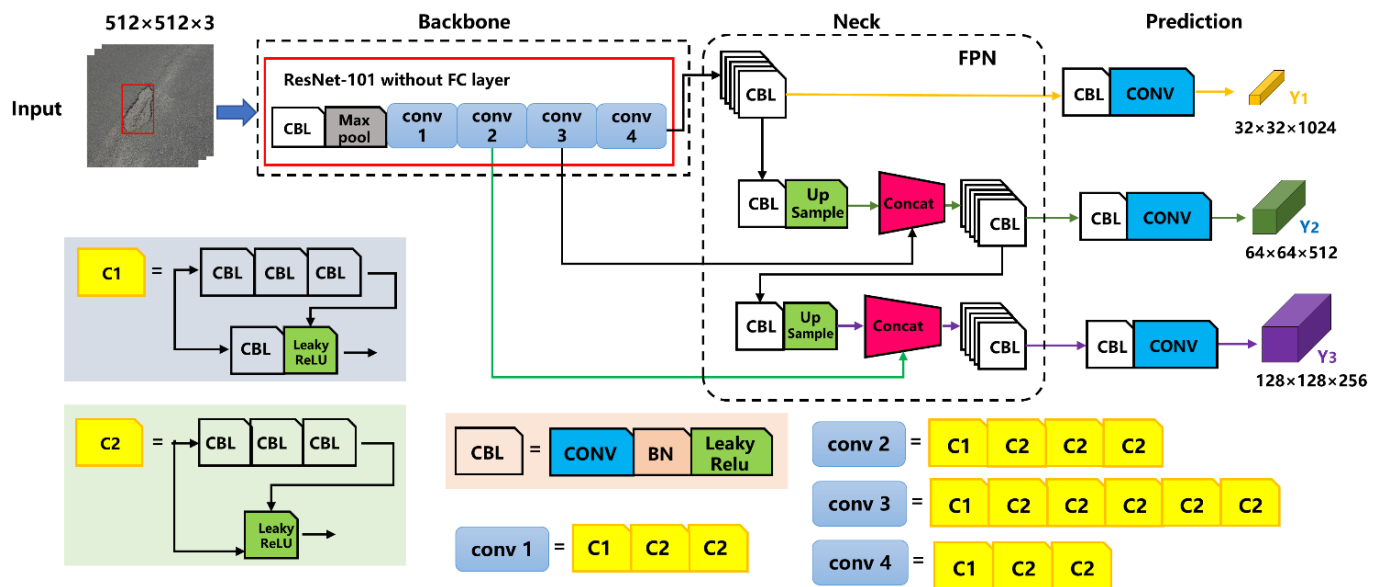 512×512×3
Backbone
Neck
Prediction
Input
ResNet-101 without FC layer
CBL
Max
pool
conv
1
conv
2
conv
3
conv
4
FPN
CBL
CBL
CONV
Y1
32×32×1024
CBL
Up
Sample
Concat
CBL
CBL
CONV
Y2
64×64×512
CBL
Up
Sample
Concat
CBL
CBL
CONV
Y3
128×128×256
C1 =
CBL CBL CBL
CBL
Leaky
ReLU
C2 =
CBL CBL CBL
Leaky
ReLU
CBL = CONV BN Leaky
Relu
conv 1 = C1 C2 C2
conv 2 = C1 C2 C2 C2
conv 3 = C1 C2 C2 C2 C2 C2
conv 4 = C1 C2 C2